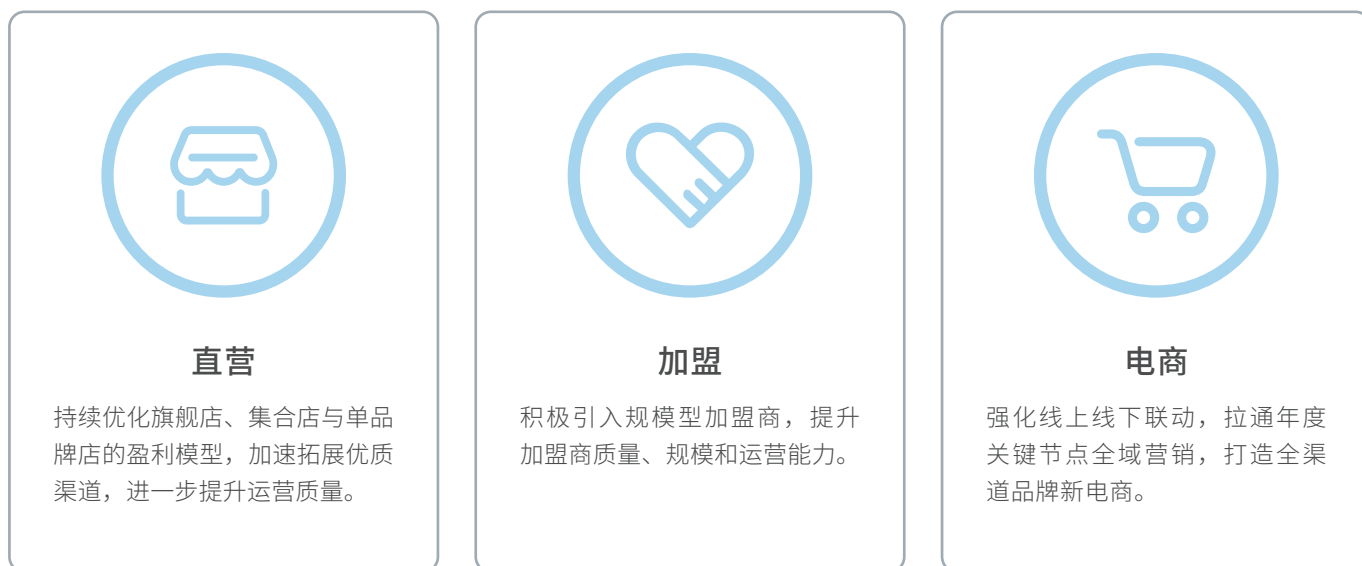 直营
持续优化旗舰店、集合店与单品
牌店的盈利模型，加速拓展优质
渠道，进一步提升运营质量。
加盟
积极引入规模型加盟商，提升
加盟商质量、规模和运营能力。
电商
强化线上线下联动，拉通年度
关键节点全域营销，打造全渠
道品牌新电商。